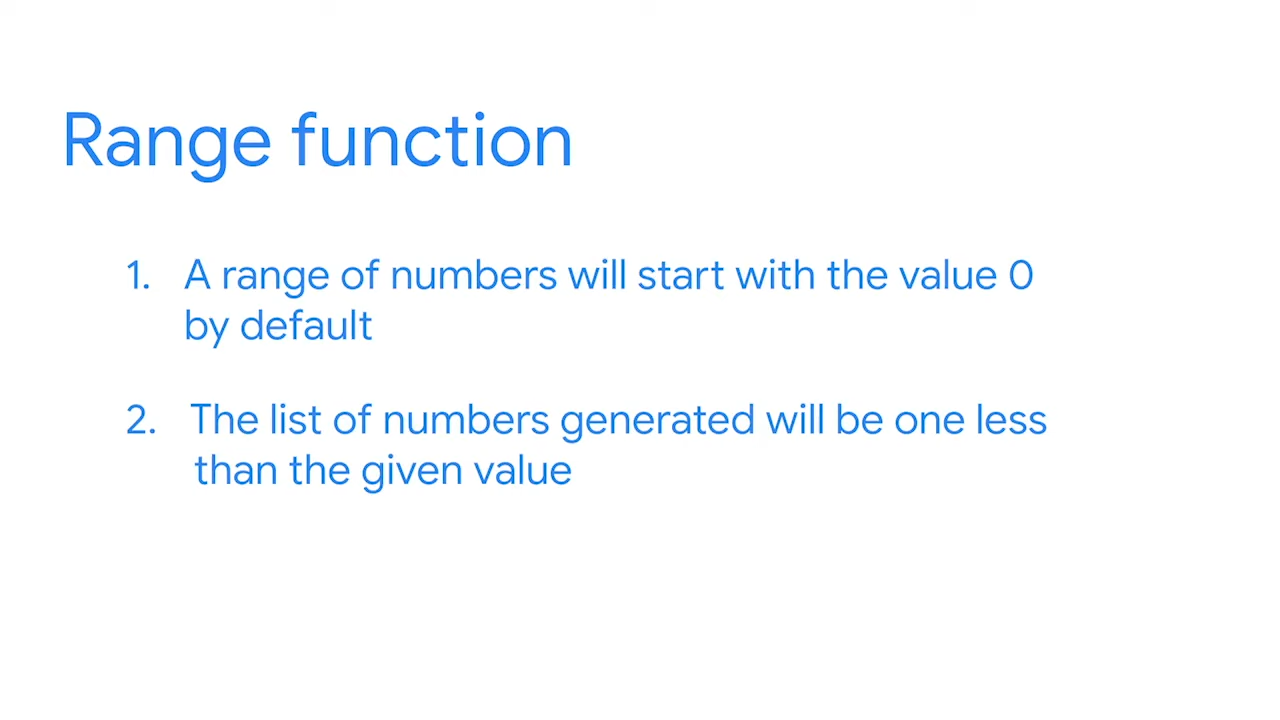 Range function
1. A range of numbers will start with the value 0
by default
2. The list of numbers generated will be one less
than the given value